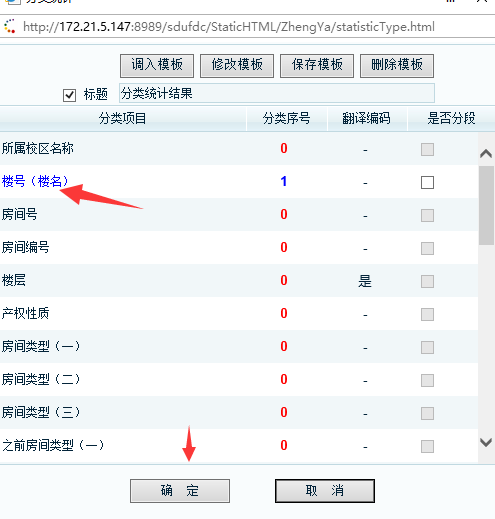 http://172.21.5.147:8989/sdufdc/StaticHTML/ZhengYa/statisticType.html
调入模板 修改模板 保存模板 删除模板
标题 分类统计结果
分类项目 分类序号 翻译编码 是否分段
所属校区名称 0 -
楼号（楼名） 1 -
房间号 0 -
房间编号 0 -
楼层 0 是
产权性质 0 -
房间类型（一） 0 -
房间类型（二） 0 -
房间类型（三） 0 -
之前房间类型（一） 0 -
确 定 取 消